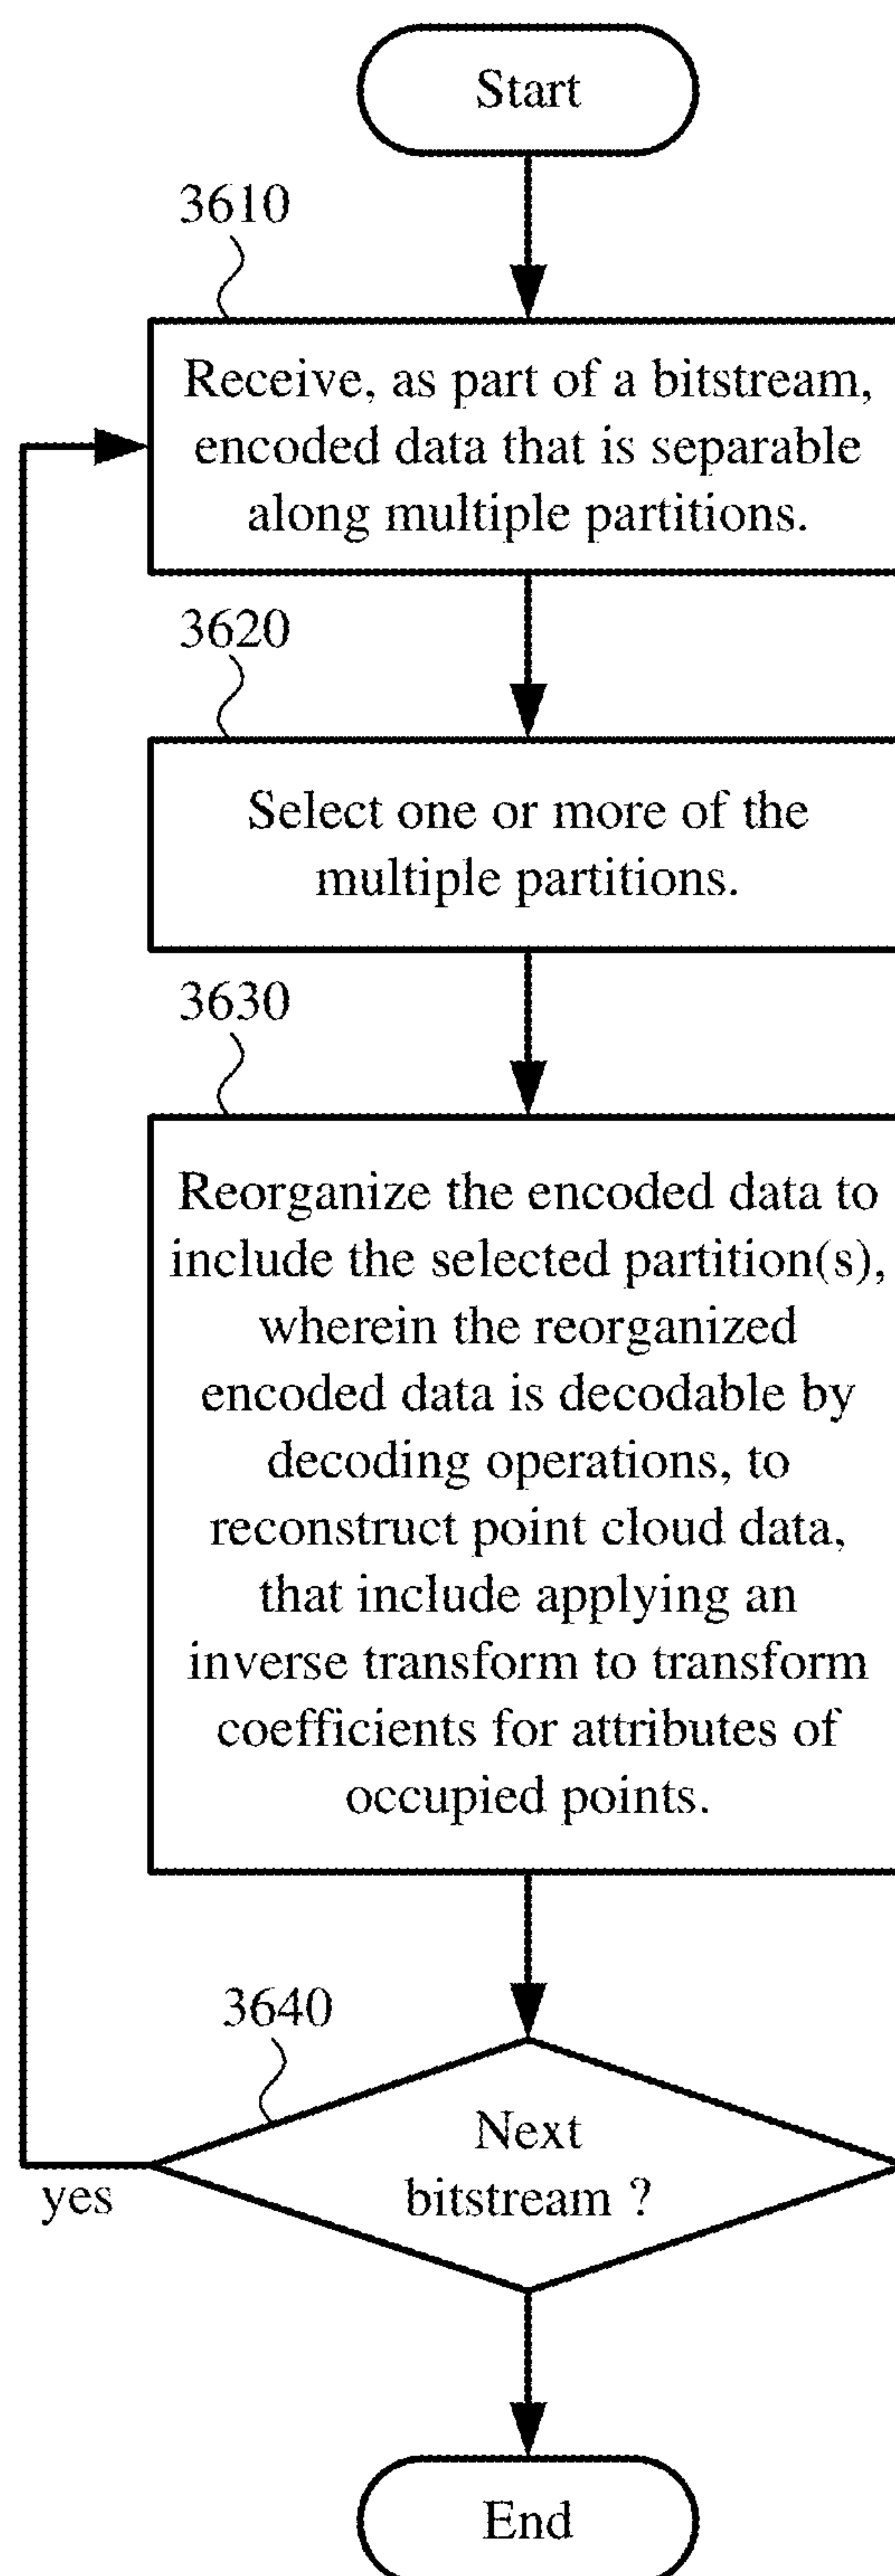 Start
3610
Receive, as part of a bitstream,
encoded data that is separable
along multiple partitions.
3620
Select one or more of the
multiple partitions.
3630
Reorganize the encoded data to
include the selected partition(s),
wherein the reorganized
encoded data is decodable by
decoding operations, to
reconstruct point cloud data,
that include applying an
inverse transform to transform
coefficients for attributes of
occupied points.
3640
Next
bitstream ?
yes
End